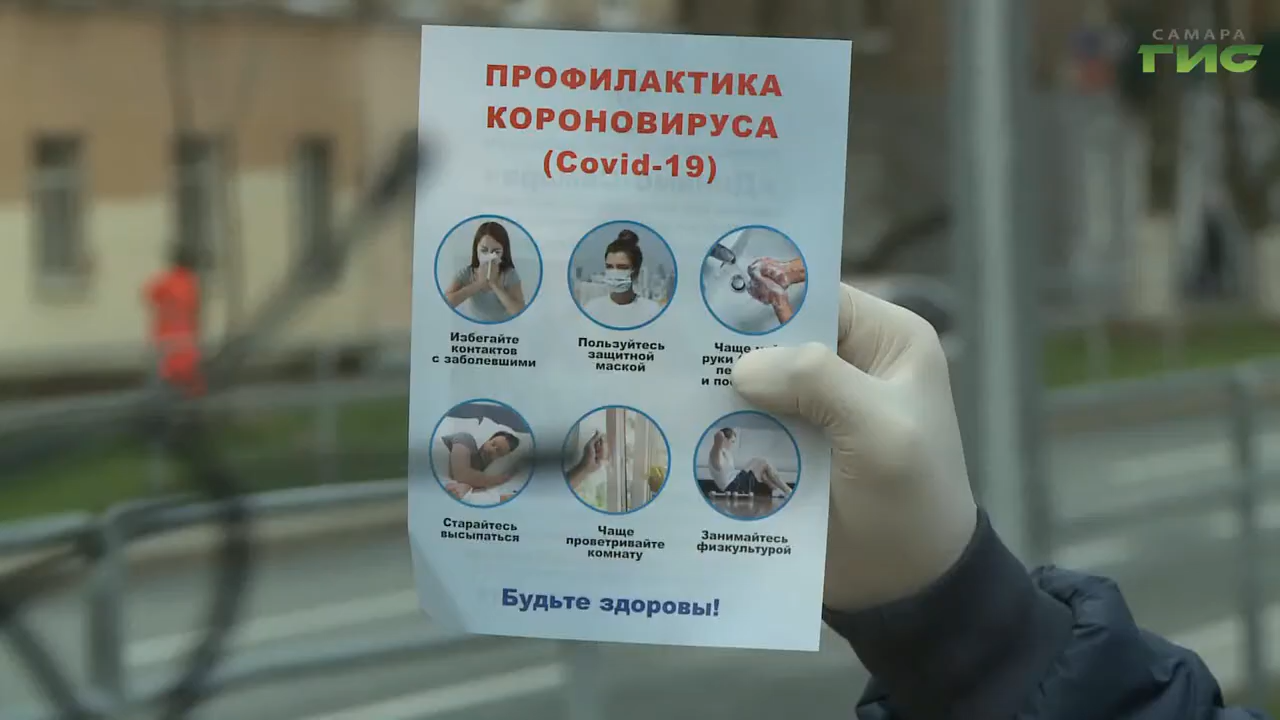 САМАРА
ГИС
ПРОФИЛАКТИКА
КОРОНОВИРУСА
(Covid-19)
Избегайте
контактов
с заболевшими
Пользуйтесь
защитной
маской
Чаще
руки
и
Старайтесь
высыпаться
Чаще
проветривайте
комнату
Занимайтесь
физкультурой
Будьте здоровы!